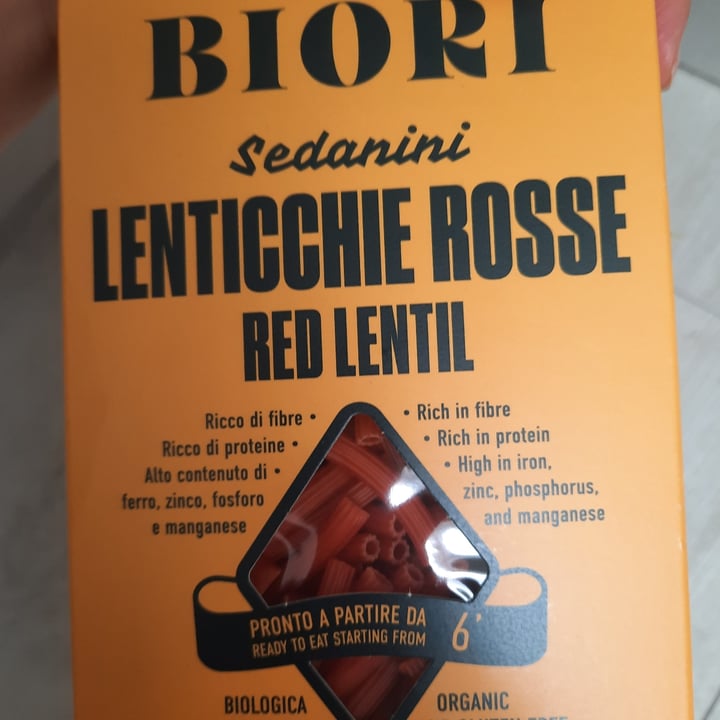 BIORI
Sedanini
LENTICCHIE ROSSE
RED LENTIL
Ricco di fibre •
Ricco di proteine •
Alto contenuto di •
ferro, zinco, fosforo
e manganese
• Rich in fibre
• Rich in protein
• High in iron,
zinc, phosphorus,
and manganese
PRONTO A PARTIRE DA
READY TO EAT STARTING FROM
6'
BIOLOGICA
ORGANIC